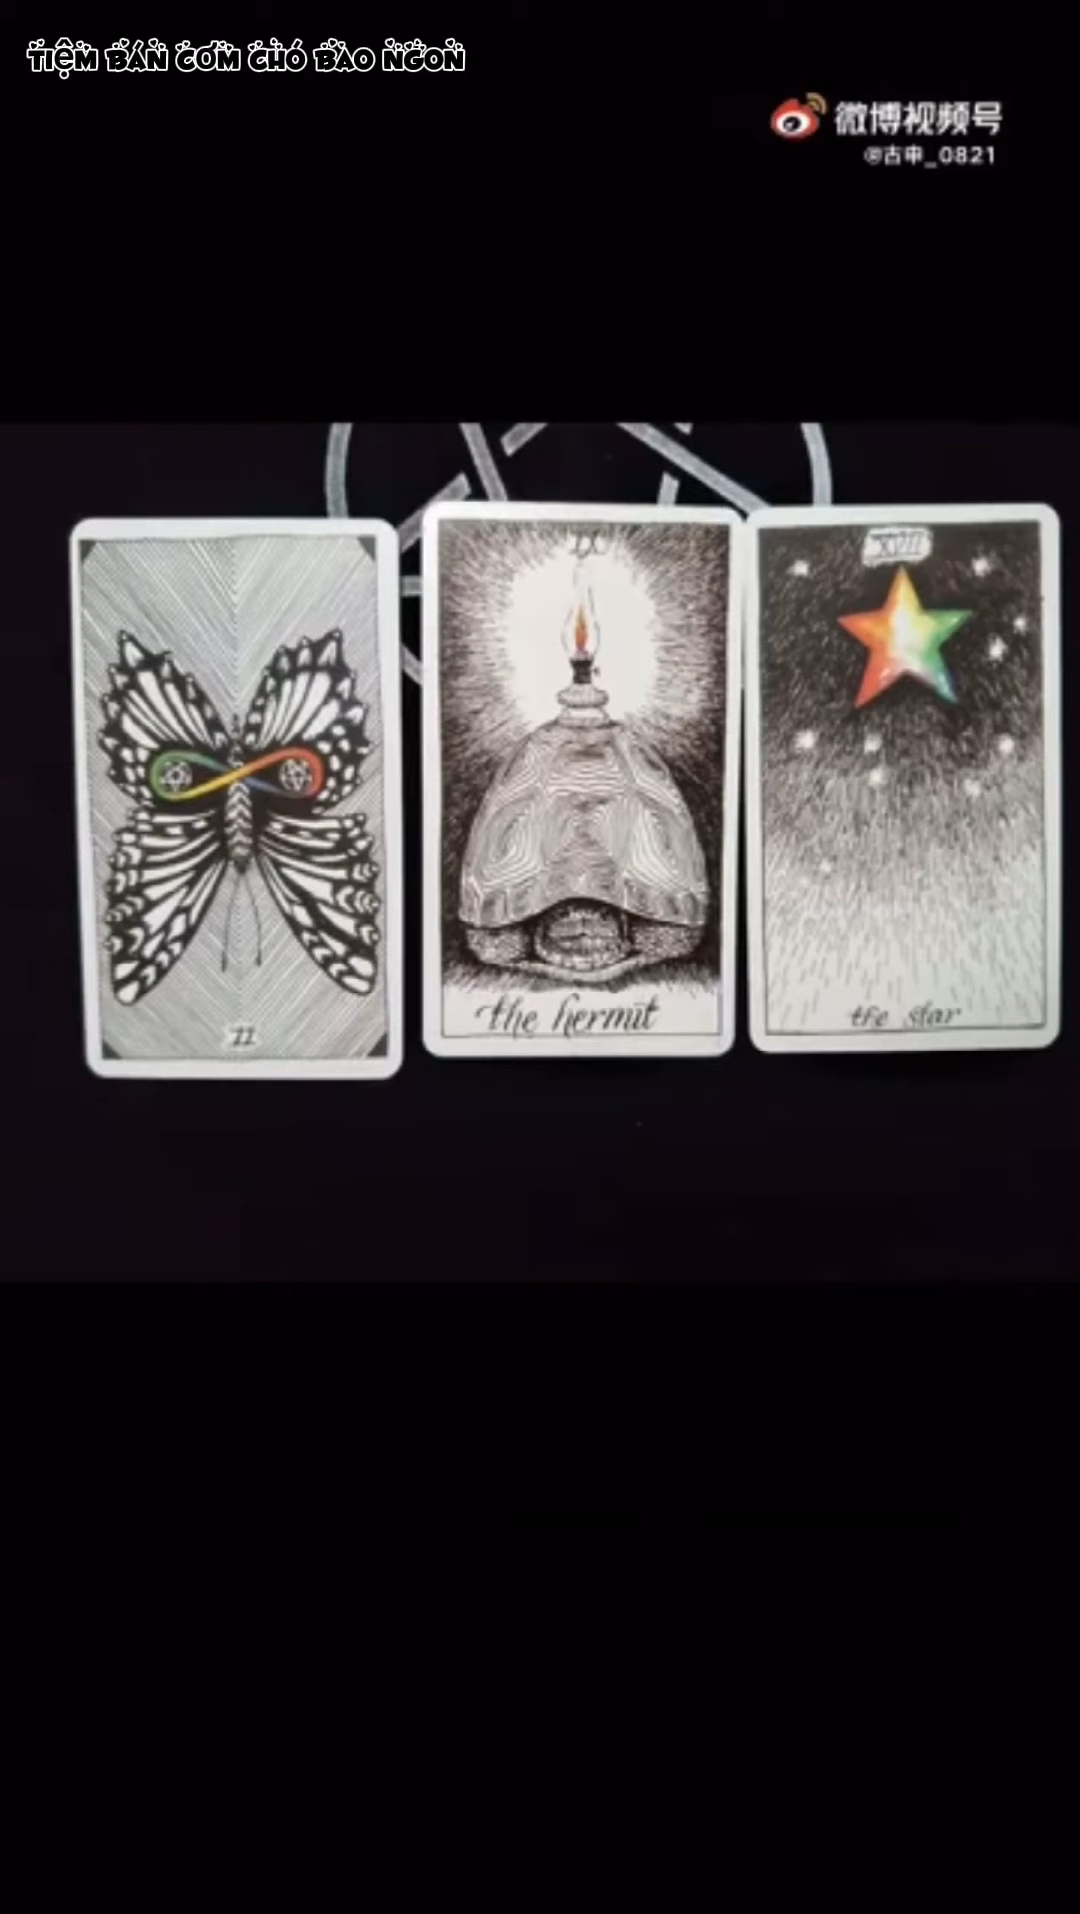 TIỆM BÁN CƠM CHÓ BAO NGON
微博视频号
@古申_0821
II
IX
the hermit
XVII
the star